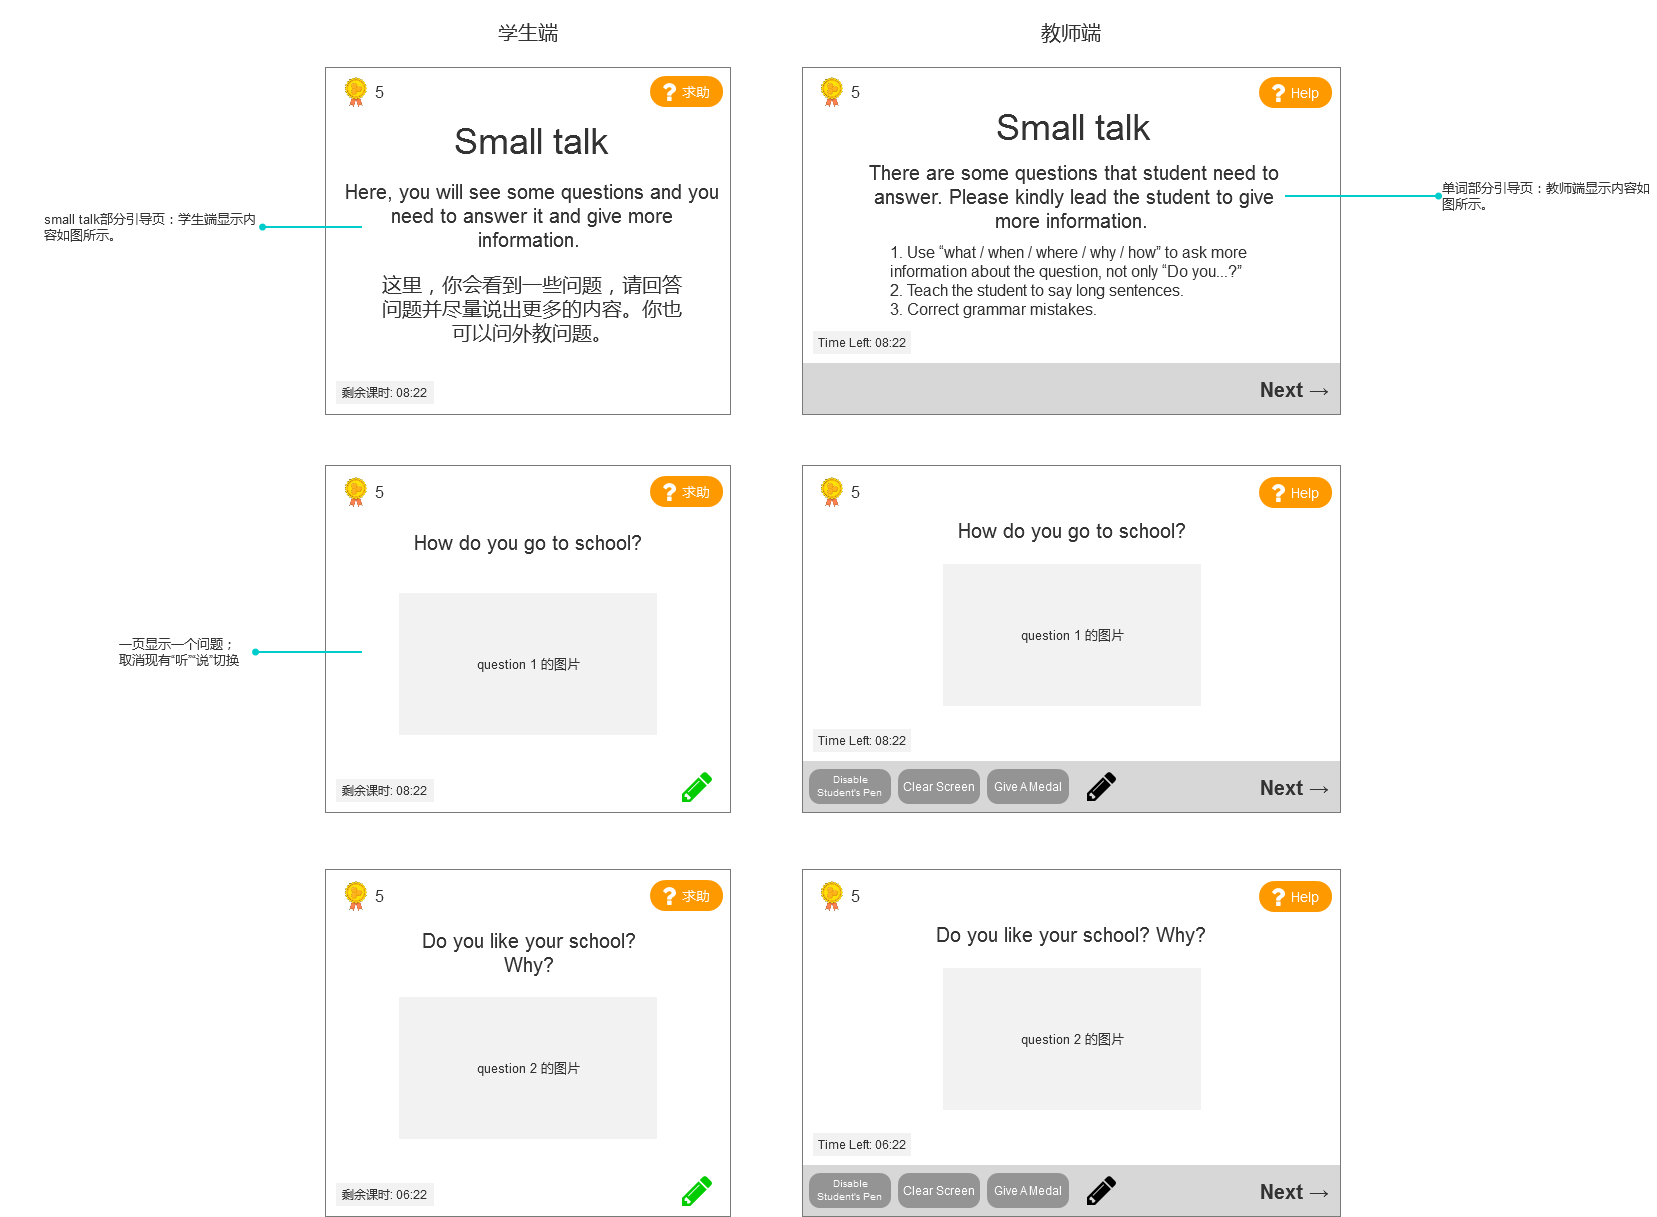 学生端
教师端
5
求助
Small talk
Here, you will see some questions and you
need to answer it and give more
information.
这里，你会看到一些问题，请回答
问题并尽量说出更多的内容。你也
可以问外教问题。
剩余课时: 08:22
small talk部分引导页：学生端显示内
容如图所示。
5
Help
Small talk
There are some questions that student need to
answer. Please kindly lead the student to give
more information.
1. Use “what / when / where / why / how” to ask more
information about the question, not only “Do you...?”
2. Teach the student to say long sentences.
3. Correct grammar mistakes.
Time Left: 08:22
Next →
单词部分引导页：教师端显示内容如
图所示。
5
求助
How do you go to school?
question 1 的图片
剩余课时: 08:22
一页显示一个问题；
取消现有“听”“说”切换
5
Help
How do you go to school?
question 1 的图片
Time Left: 08:22
Disable
Student's Pen
Clear Screen
Give A Medal
Next →
5
求助
Do you like your school?
Why?
question 2 的图片
剩余课时: 06:22
5
Help
Do you like your school? Why?
question 2 的图片
Time Left: 06:22
Disable
Student's Pen
Clear Screen
Give A Medal
Next →